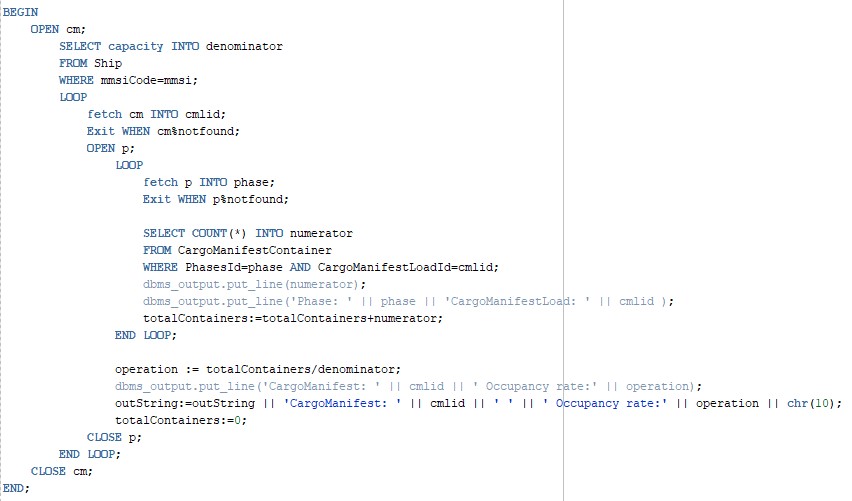 BEGIN
OPEN cm;
SELECT capacity INTO denominator
FROM Ship
WHERE mmsiCode=mmsi;
LOOP
fetch cm INTO cmlid;
Exit WHEN cm%notfound;
OPEN p;
LOOP
fetch p INTO phase;
Exit WHEN p%notfound;
SELECT COUNT(*) INTO numerator
FROM CargoManifestContainer
WHERE PhasesId=phase AND CargoManifestLoadId=cmlid;
dbms_output.put_line(numerator);
dbms_output.put_line('Phase: ' || phase || 'CargoManifestLoad: ' || cmlid );
totalContainers:=totalContainers+numerator;
END LOOP;
operation := totalContainers/denominator;
dbms_output.put_line('CargoManifest: ' || cmlid || ' Occupancy rate:' || operation);
outString:=outString || 'CargoManifest: ' || cmlid || ' ' || ' Occupancy rate:' || operation || chr(10);
totalContainers:=0;
CLOSE p;
END LOOP;
CLOSE cm;
END;